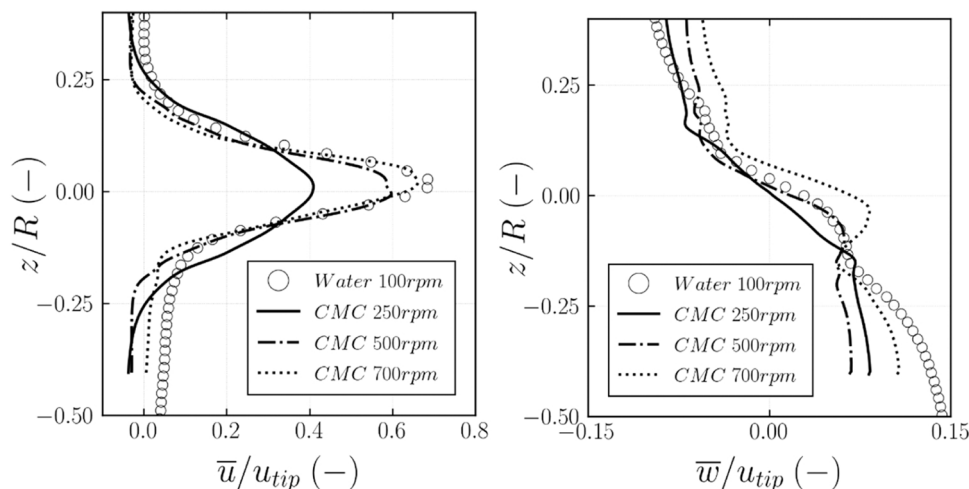 0.25
0.00
−0.25
−0.50
z/R (−)
0.0
0.2
0.4
0.6
0.8
u̅/u_tip (−)
Water 100rpm
CMC 250rpm
CMC 500rpm
CMC 700rpm
0.25
0.00
−0.25
−0.50
z/R (−)
−0.15
0.00
0.15
w̅/u_tip (−)
Water 100rpm
CMC 250rpm
CMC 500rpm
CMC 700rpm